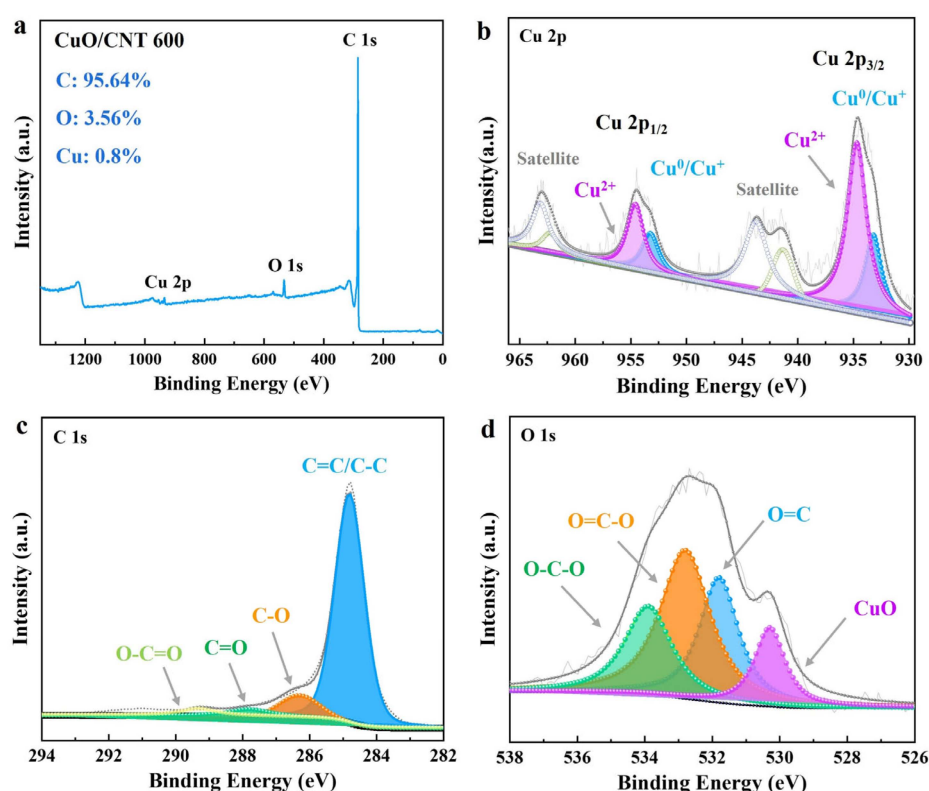 a
CuO/CNT 600
C: 95.64%
O: 3.56%
Cu: 0.8%
C 1s
Cu 2p
O 1s
Intensity (a.u.)
1200 1000 800 600 400 200 0
Binding Energy (eV)
b
Cu 2p
Cu 2p3/2
Cu⁰/Cu⁺
Cu 2p1/2
Cu²⁺
Satellite
Cu²⁺
Cu⁰/Cu⁺
Satellite
Intensity(a.u.)
965 960 955 950 945 940 935 930
Binding Energy (eV)
c
C 1s
C=C/C-C
C-O
C=O
O-C=O
Intensity (a.u.)
294 292 290 288 286 284 282
Binding Energy (eV)
d
O 1s
O=C-O
O=C
O-C-O
CuO
Intensity (a.u.)
538 536 534 532 530 528 526
Binding Energy (eV)